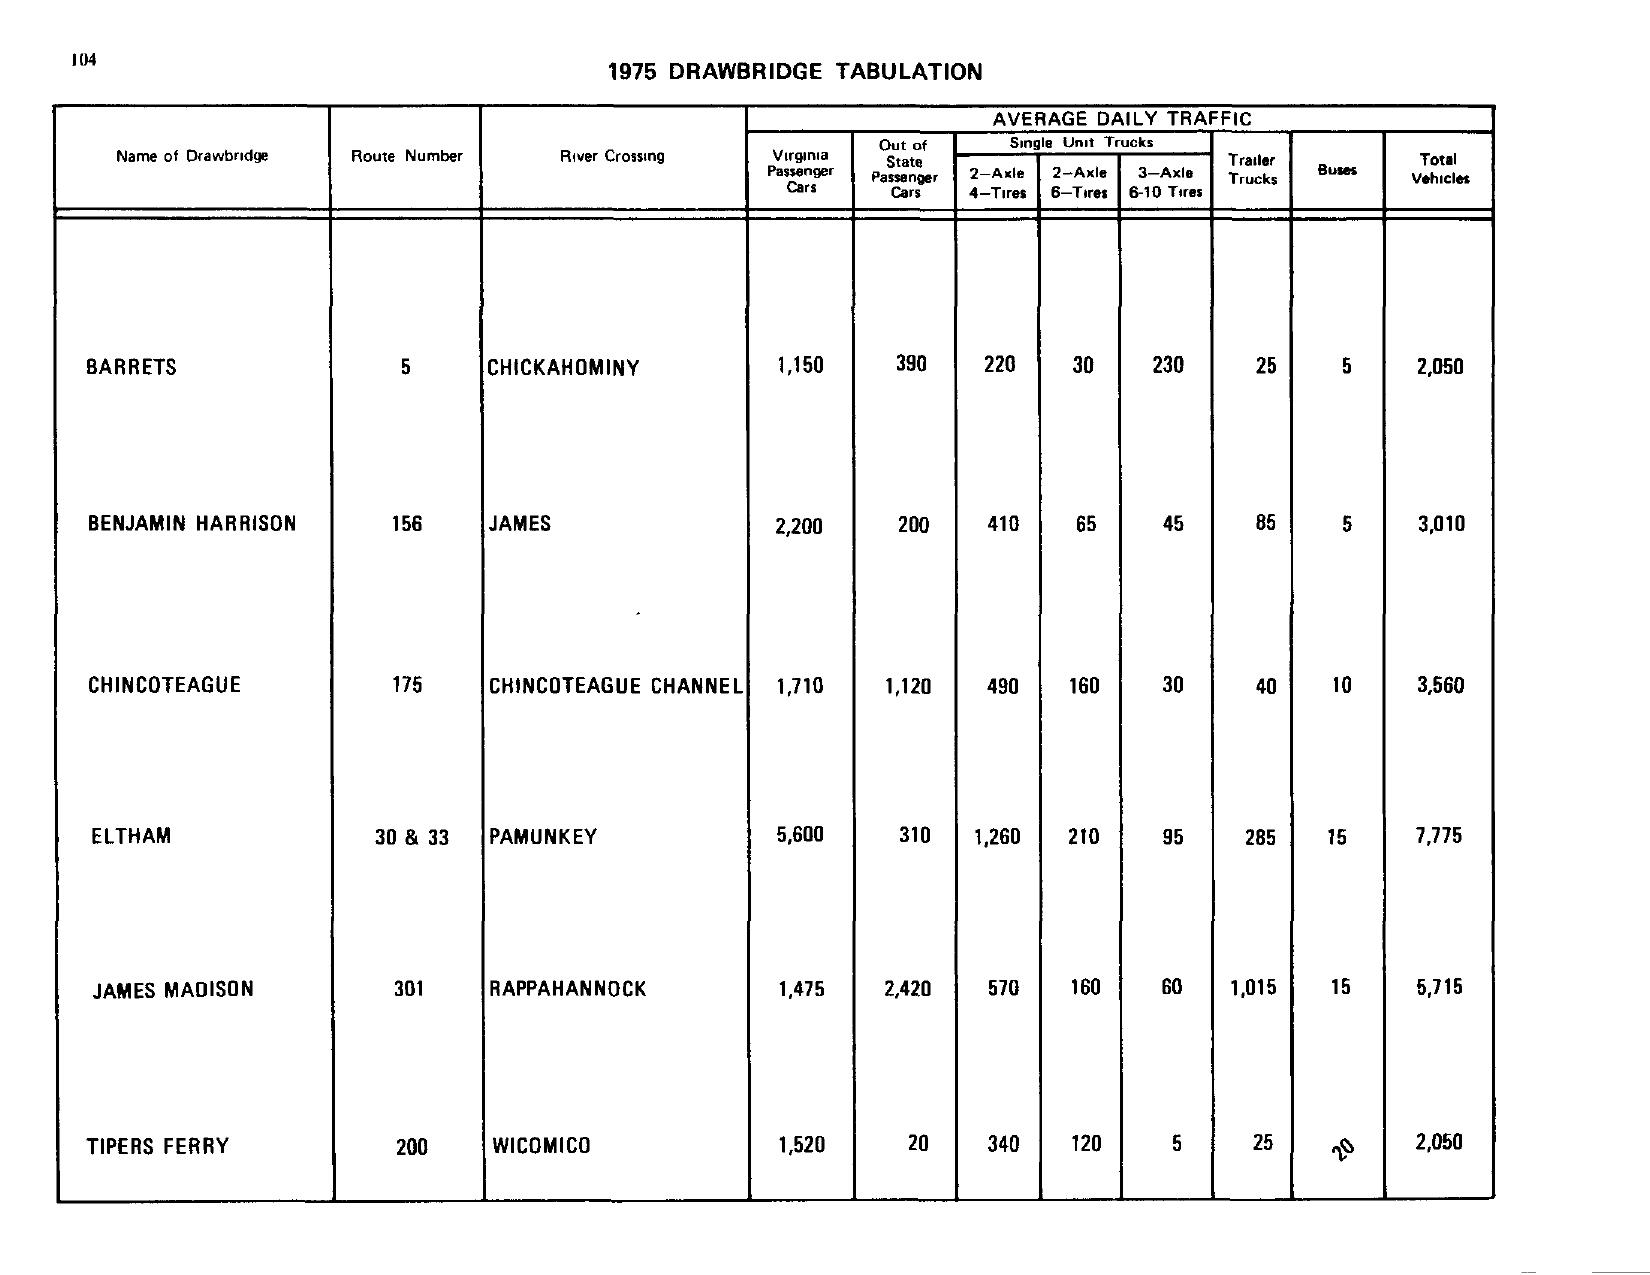 104
1975 DRAWBRIDGE TABULATION
AVERAGE DAILY TRAFFIC
Name of Drawbridge Route Number River Crossing Virginia Passenger Cars Out of State Passenger Cars Single Unit Trucks 2-Axle 4-Tires 2-Axle 6-Tires 3-Axle 6-10 Tires Trailer Trucks Buses Total Vehicles
BARRETS 5 CHICKAHOMINY 1,150 390 220 30 230 25 5 2,050
BENJAMIN HARRISON 156 JAMES 2,200 200 410 65 45 85 5 3,010
CHINCOTEAGUE 175 CHINCOTEAGUE CHANNEL 1,710 1,120 490 160 30 40 10 3,560
ELTHAM 30 & 33 PAMUNKEY 5,600 310 1,260 210 95 285 15 7,775
JAMES MADISON 301 RAPPAHANNOCK 1,475 2,420 570 160 60 1,015 15 5,715
TIPERS FERRY 200 WICOMICO 1,520 20 340 120 5 25 20 2,050